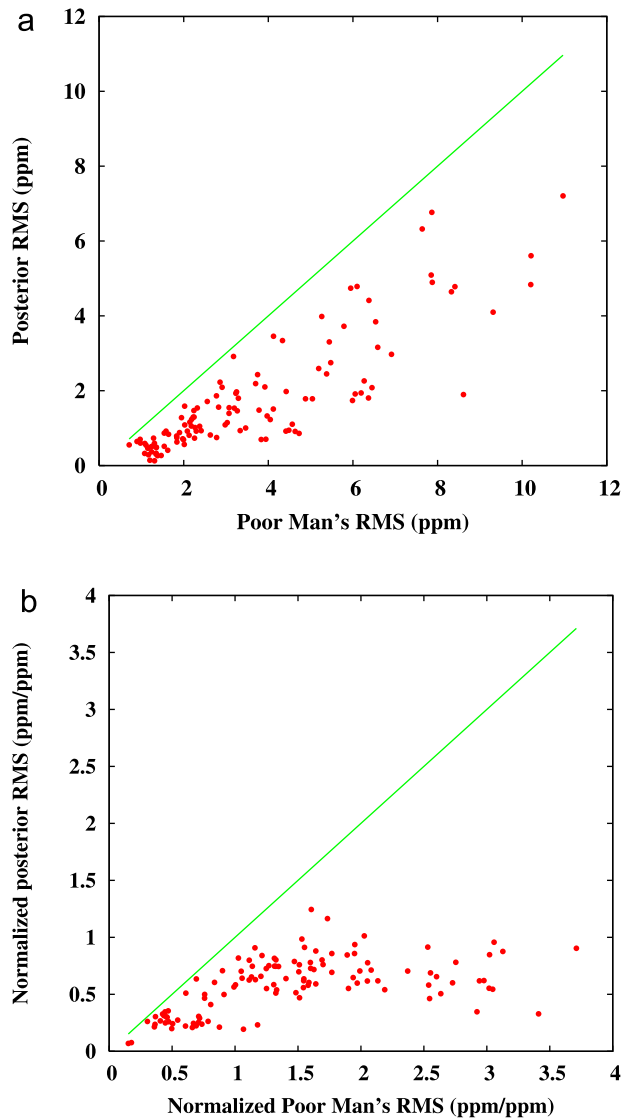 a
12
10
8
6
4
2
0
Posterior RMS (ppm)
0 2 4 6 8 10 12
Poor Man's RMS (ppm)
b
4
3.5
3
2.5
2
1.5
1
0.5
0
Normalized posterior RMS (ppm/ppm)
0 0.5 1 1.5 2 2.5 3 3.5 4
Normalized Poor Man's RMS (ppm/ppm)